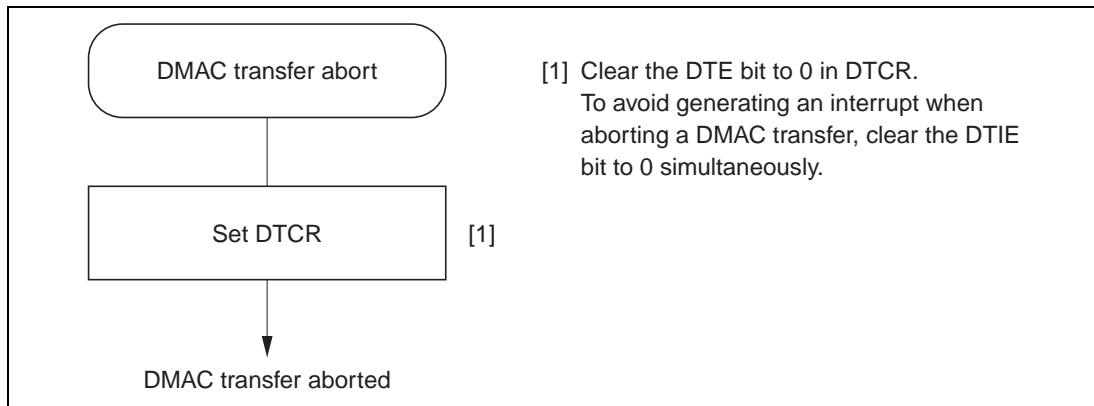 DMAC transfer abort
[1] Clear the DTE bit to 0 in DTCR.
To avoid generating an interrupt when
aborting a DMAC transfer, clear the DTIE
bit to 0 simultaneously.
Set DTCR
[1]
DMAC transfer aborted